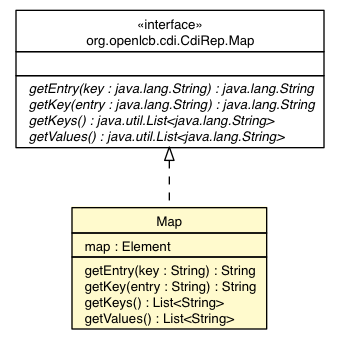 «interface»
org.openlcb.cdi.CdiRep.Map
getEntry(key : java.lang.String) : java.lang.String
getKey(entry : java.lang.String) : java.lang.String
getKeys() : java.util.List<java.lang.String>
getValues() : java.util.List<java.lang.String>
Map
map : Element
getEntry(key : String) : String
getKey(entry : String) : String
getKeys() : List<String>
getValues() : List<String>